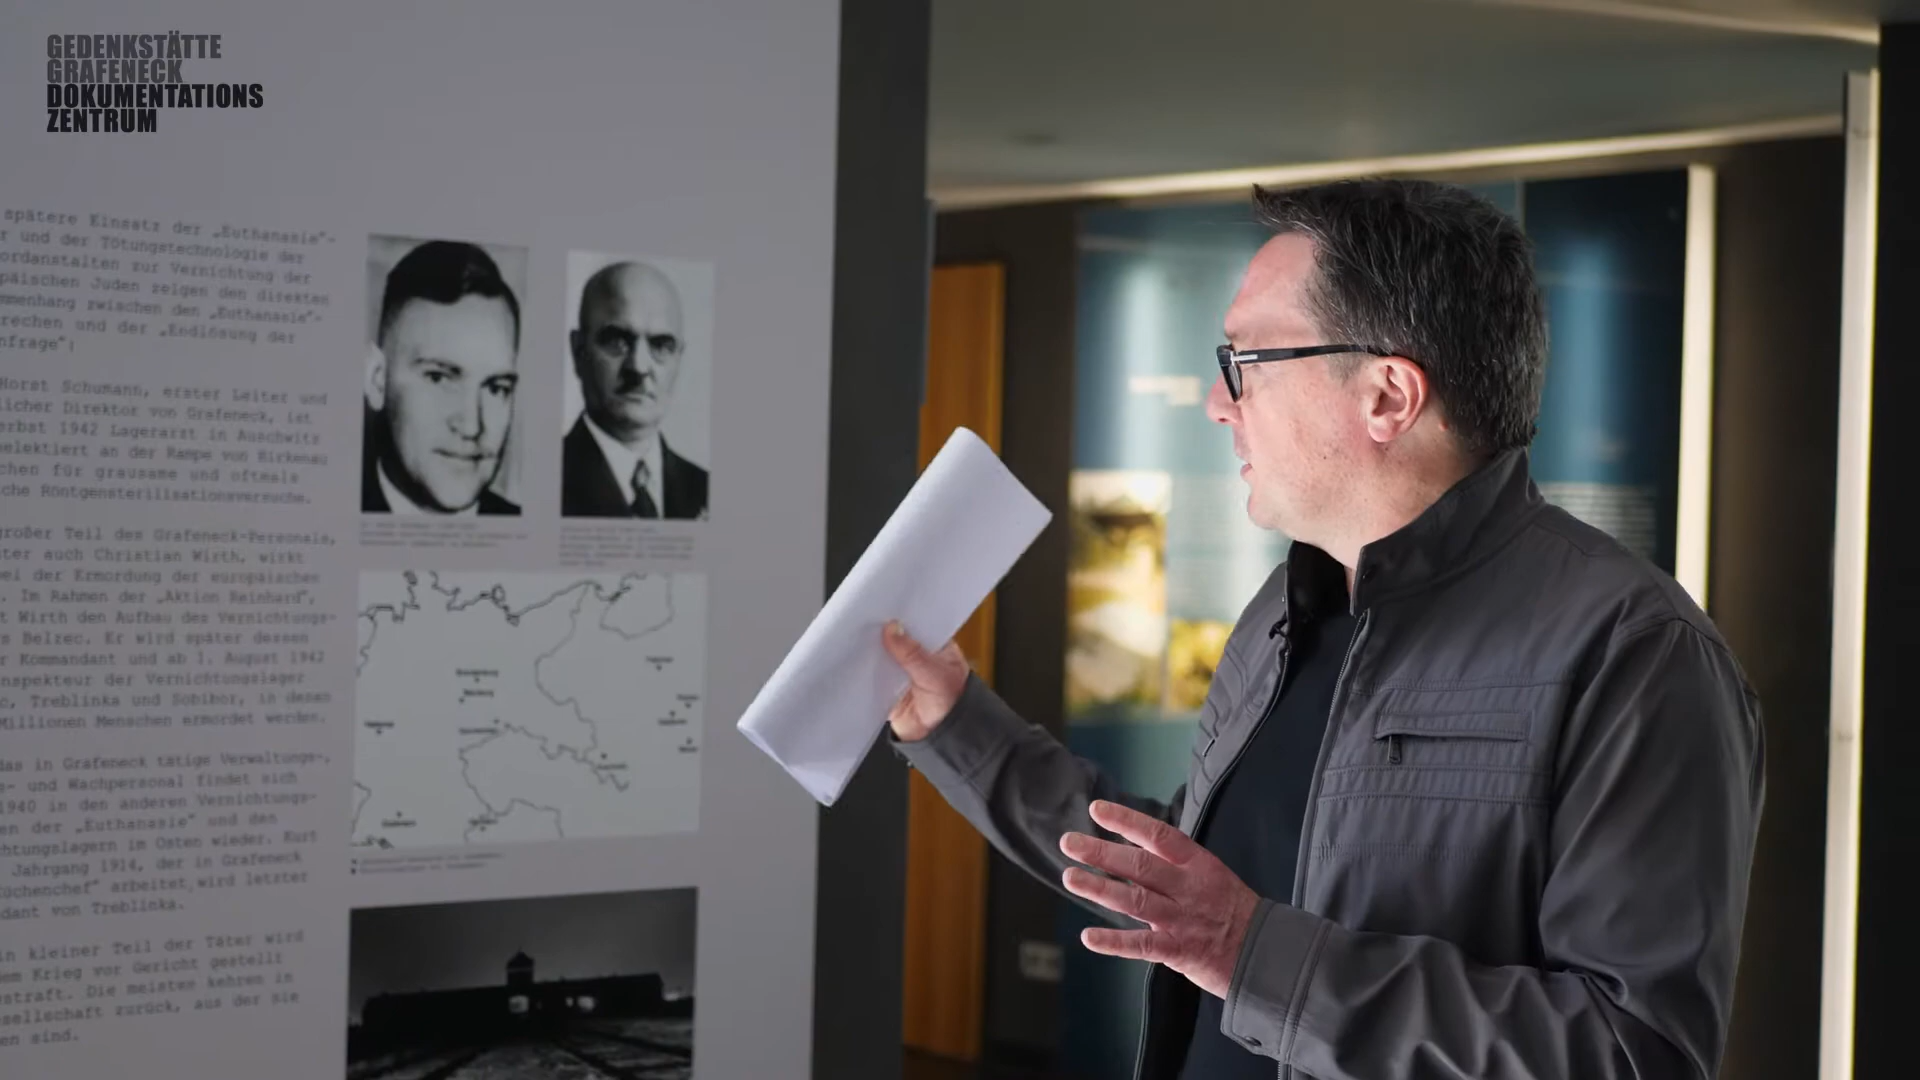 GEDENKSTÄTTE
GRAFENECK
DOKUMENTATIONS
ZENTRUM
spätere Einsatz der „Euthanasie"-
und der Tötungstechnologie der
ordanstalten zur Vernichtung der
päischen Juden zeigen den direkten
mmenhang zwischen den „Euthanasie"-
rechen und der „Endlösung der
nfrage":
Horst Schumann, erster Leiter und
licher Direktor von Grafeneck, ist
erbst 1942 Lagerarzt in Auschwitz
selektiert an der Rampe von Birkenau
chen für grausame und oftmals
che Röntgensterilisationsversuche.
großer Teil des Grafeneck-Personals,
ter auch Christian Wirth, wirkt
bei der Ermordung der europäischen
. Im Rahmen der „Aktion Reinhard",
t Wirth den Aufbau des Vernichtungs-
s Belzec. Er wird später dessen
r Kommandant und ab 1. August 1942
nspekteur der Vernichtungslager
c, Treblinka und Sobibor, in denen
Millionen Menschen ermordet werden.
das in Grafeneck tätige Verwaltungs-,
- und Wachpersonal findet sich
1940 in den anderen Vernichtungs-
en der „Euthanasie" und den
chtungslagern im Osten wieder. Kurt
Jahrgang 1914, der in Grafeneck
Küchenchef" arbeitet, wird letzter
dant von Treblinka.
in kleiner Teil der Täter wird
dem Krieg vor Gericht gestellt
estraft. Die meisten kehren in
esellschaft zurück, aus der sie
en sind.